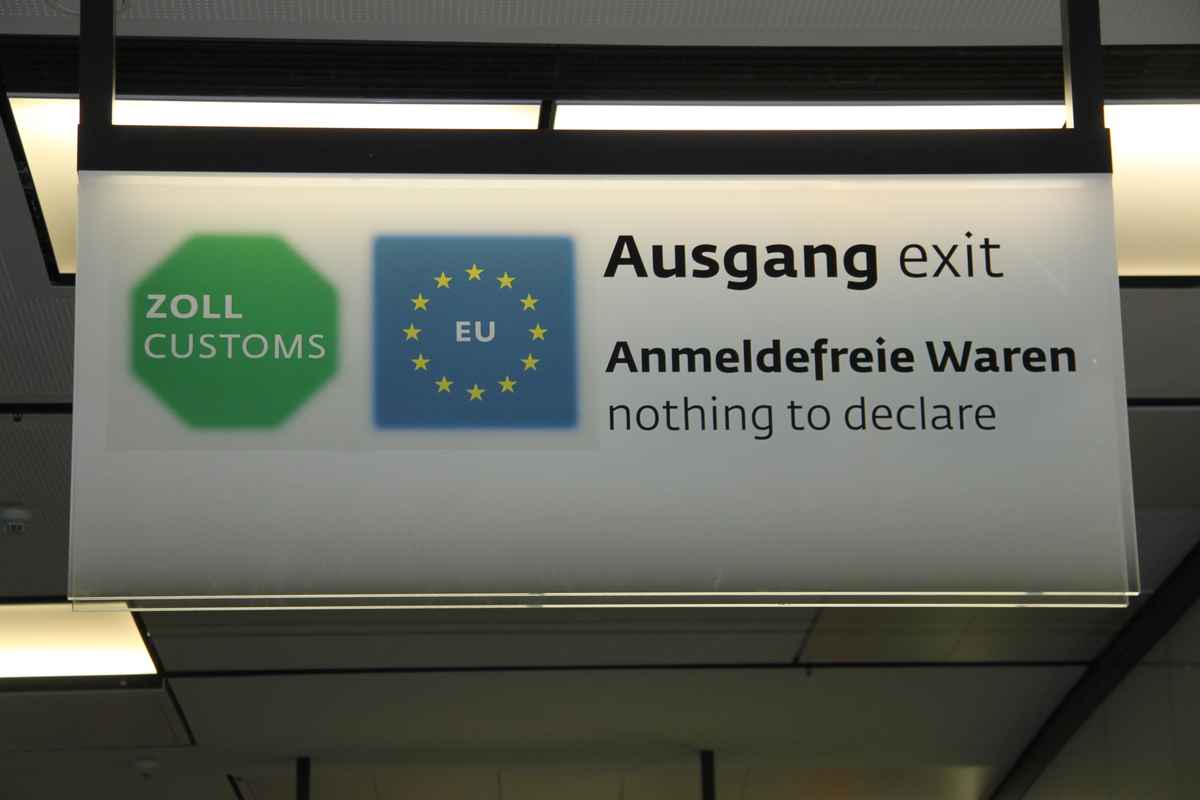 ZOLL
CUSTOMS
EU
Ausgang exit
Anmeldefreie Waren
nothing to declare